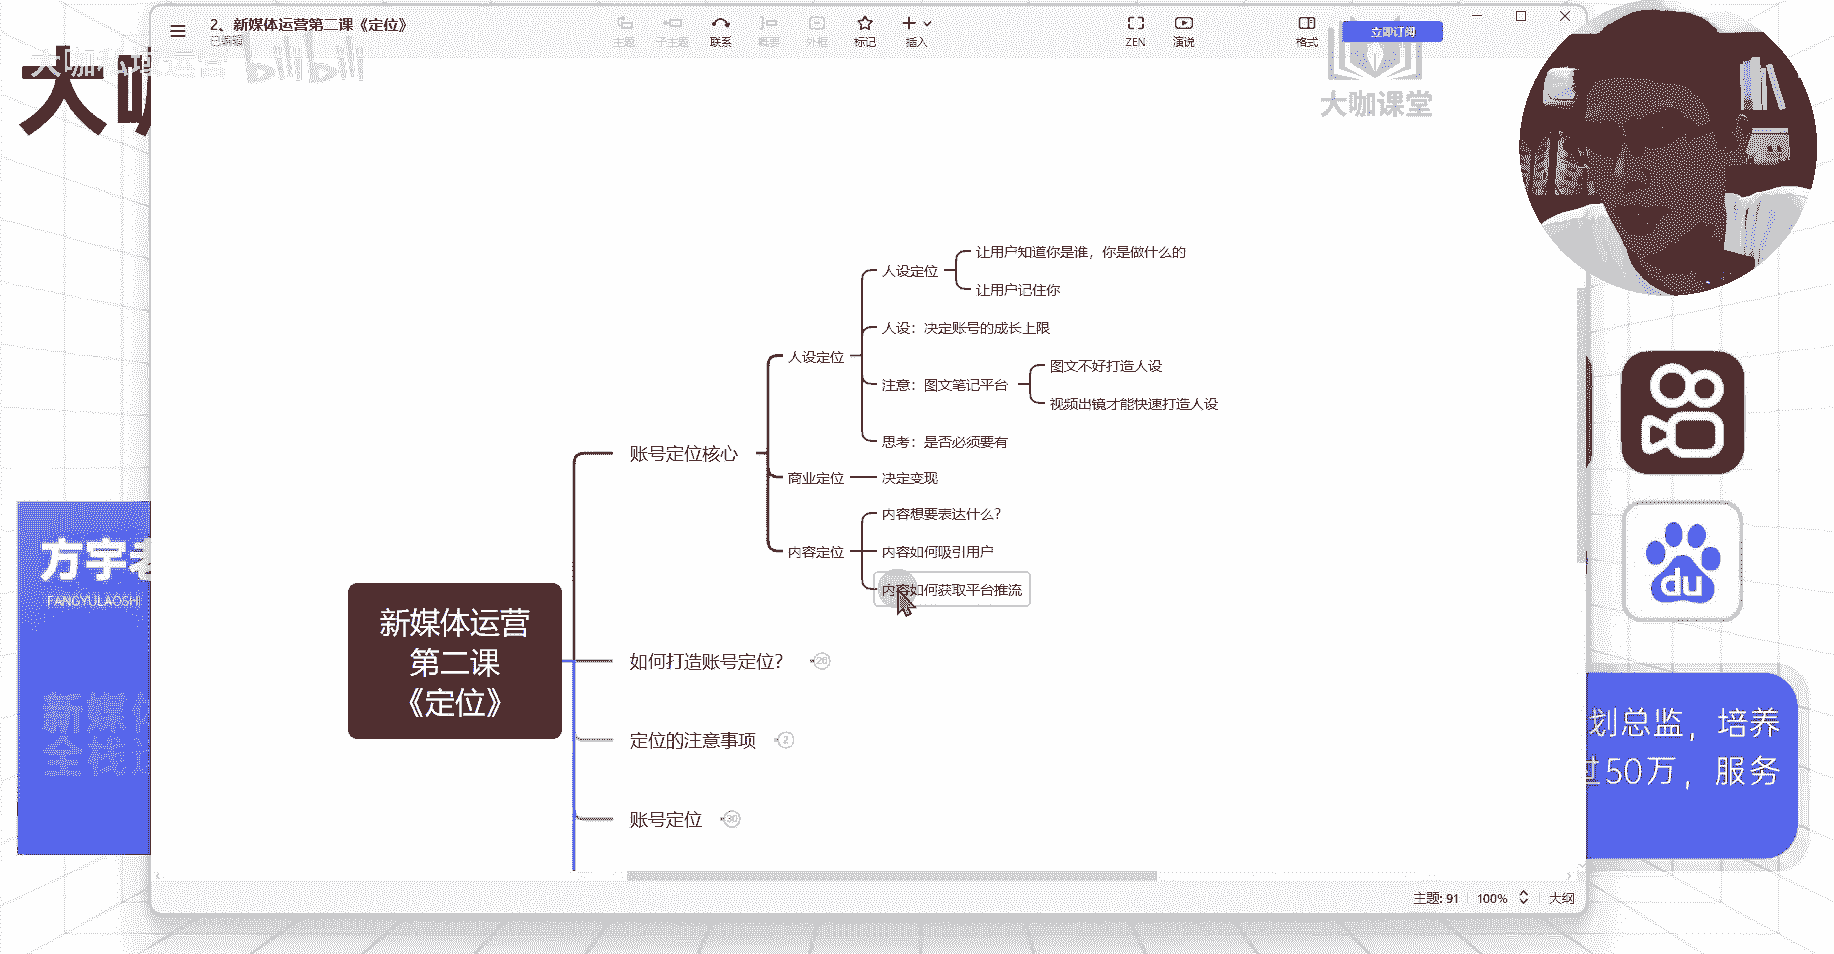 2、新媒体运营第二课《定位》
已编辑
主题
子主题
联系
概要
外框
标记
插入
ZEN
演说
格式
立即订阅
大咖私域运营 bilibili
大咖
大咖课堂
让用户知道你是谁，你是做什么的
人设定位
让用户记住你
人设：决定账号的成长上限
人设定位
图文不好打造人设
注意：图文笔记平台
视频出镜才能快速打造人设
思考：是否必须要有
账号定位核心
商业定位
决定变现
内容想要表达什么？
内容定位
内容如何吸引用户
内容如何获取平台推流
新媒体运营
第二课
《定位》
如何打造账号定位？
26
定位的注意事项
2
账号定位
30
方宇老
FANGYULAOSHI
新媒体
全栈运
du
划总监，培养
过50万，服务
主题: 91
100%
大纲